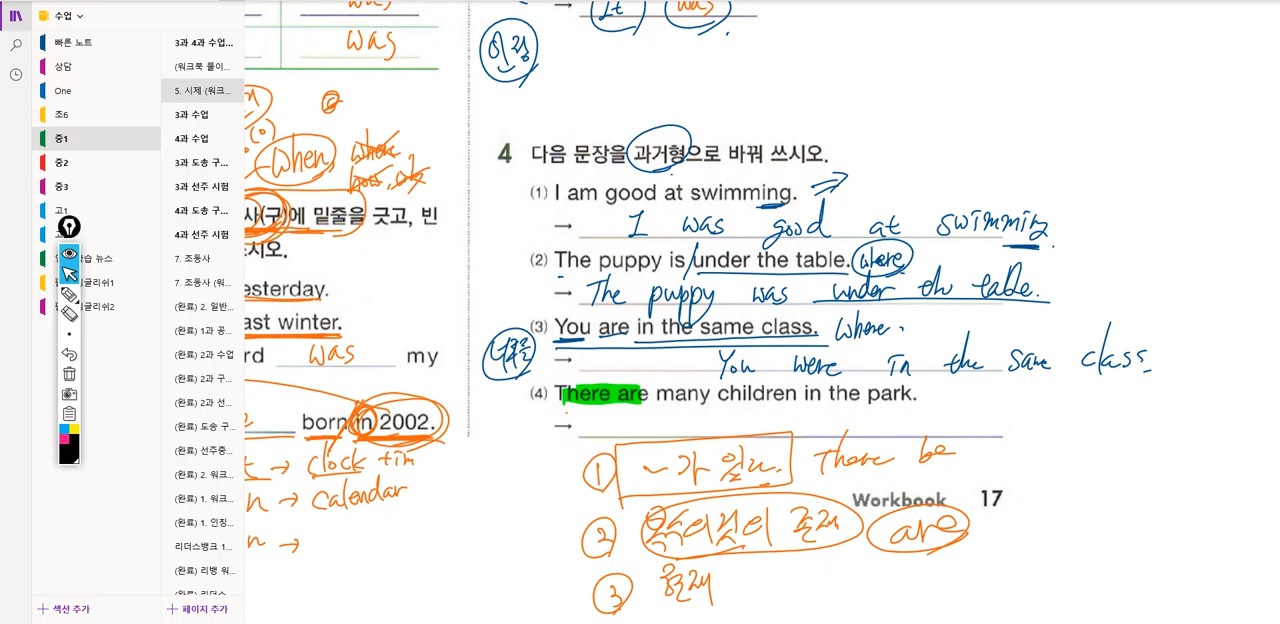 수업
빠른 노트
상담
One
초6
중1
중2
중3
고1
3과 4과 수업...
(워크북 풀이...
5. 시제 (워크...
3과 수업
4과 수업
3과 도송 구...
3과 선주 시험
4과 도송 구...
4과 선주 시험
7. 조동사
7. 조동사 (워...
(완료) 2. 일반...
(완료) 1과 공...
(완료) 2과 수업
(완료) 2과 구...
(완료) 2과 선...
(완료) 도송 구...
(완료) 선주중...
(완료) 2. 워크...
(완료) 1. 워크...
(완료) 1. 인징...
리더스뱅크 1...
(완료) 리뱅 워...
섹션 추가
페이지 추가
was
when where
에 밑줄을 긋고, 빈
시오.
esterday.
ast winter.
rd was my
born in 2002.
→ clock tim
n → calendar
n →
→ It was.
인칭
4 다음 문장을 과거형으로 바꿔 쓰시오.
(1) I am good at swimming.
→ I was good at swimming.
(2) The puppy is under the table. where
→ The puppy was under the table.
(3) You are in the same class. where.
→ You were in the same class.
(4) There are many children in the park.
→
① ~가 있다. There be
Workbook 17
② 복수의 것이 존재 are
③ 현재